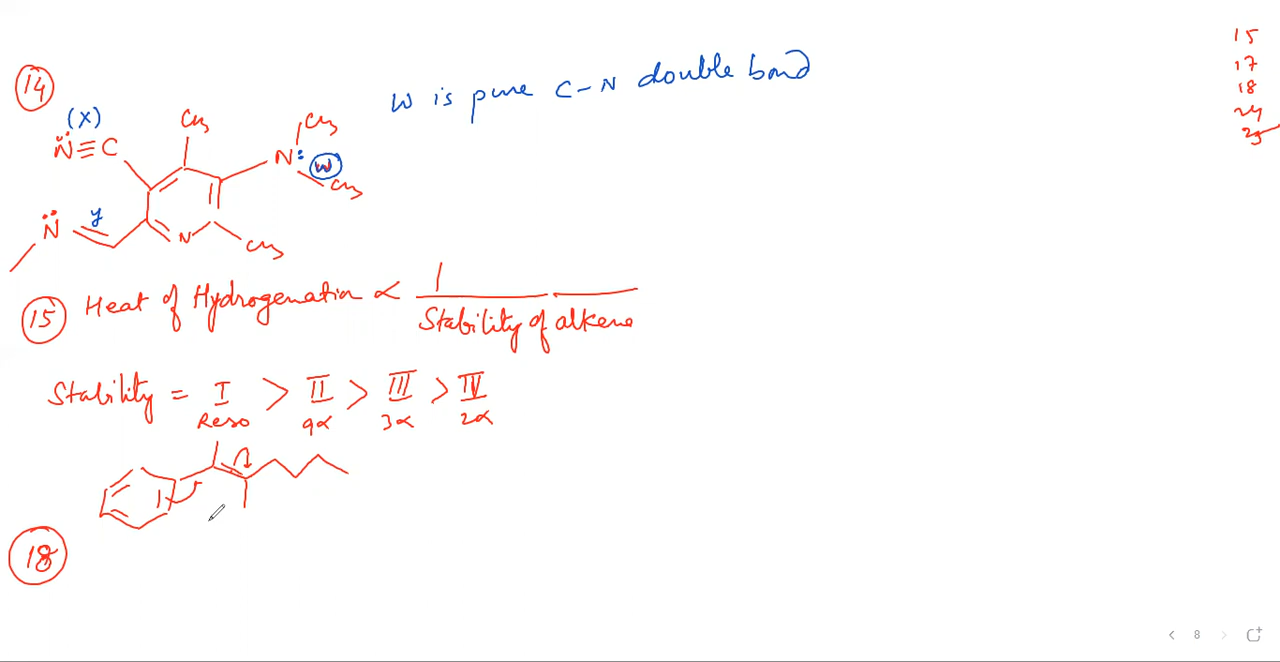 15
17
18
24
25
14
W is pure C-N double bond
(X)
N≡C
CH3
CH3
N:
W
CH3
N
y
N
CH3
15
Heat of Hydrogenation ∝ 1
Stability of alkene
Stability = I > II > III > IV
Reso 9α 3α 2α
18
8